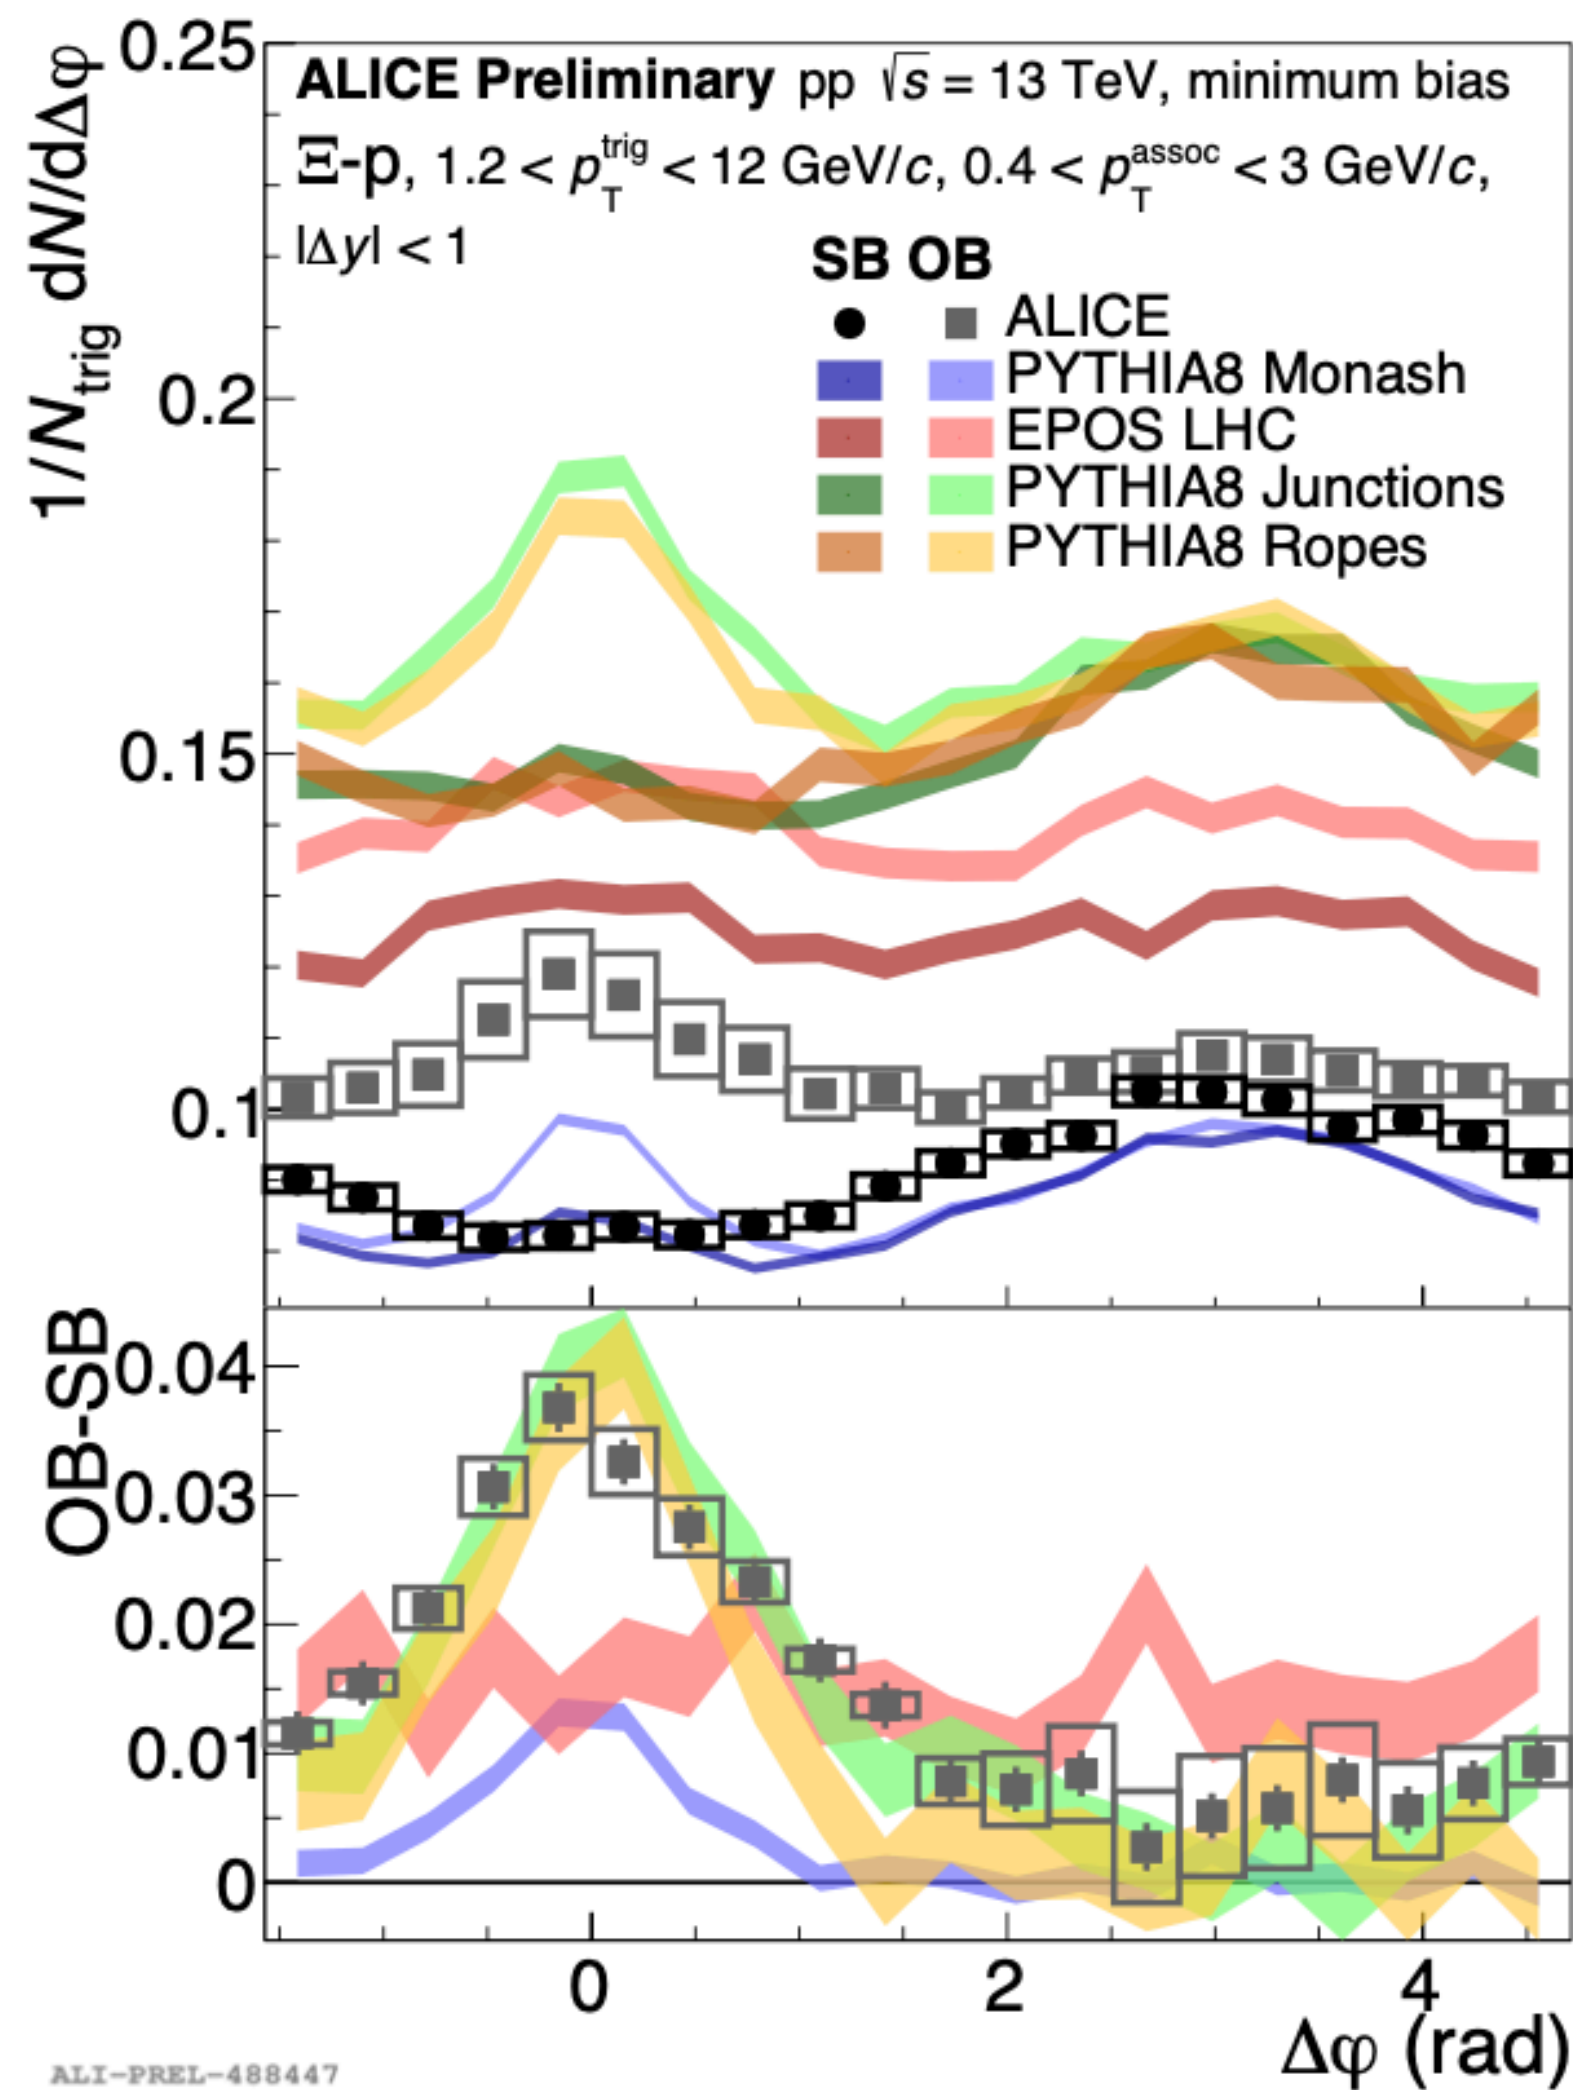 1/Ntrig dN/dΔφ
0.25
0.2
0.15
0.1
ALICE Preliminary pp √s = 13 TeV, minimum bias
Ξ-p, 1.2 < pT^trig < 12 GeV/c, 0.4 < pT^assoc < 3 GeV/c,
|Δy| < 1
SB OB
ALICE
PYTHIA8 Monash
EPOS LHC
PYTHIA8 Junctions
PYTHIA8 Ropes
OB-SB
0.04
0.03
0.02
0.01
0
0 2 4
Δφ (rad)
ALI-PREL-488447